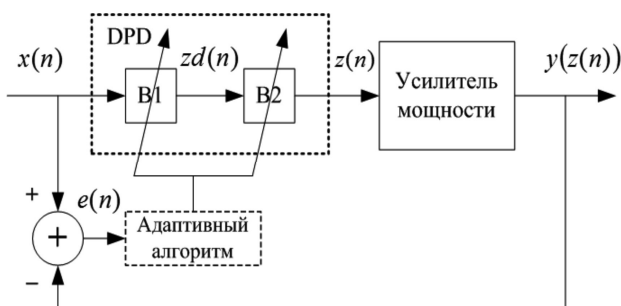 DPD
x(n)
zd(n)
z(n)
y(z(n))
B1
B2
Усилитель
мощности
+
e(n)
+
Адаптивный
алгоритм
−